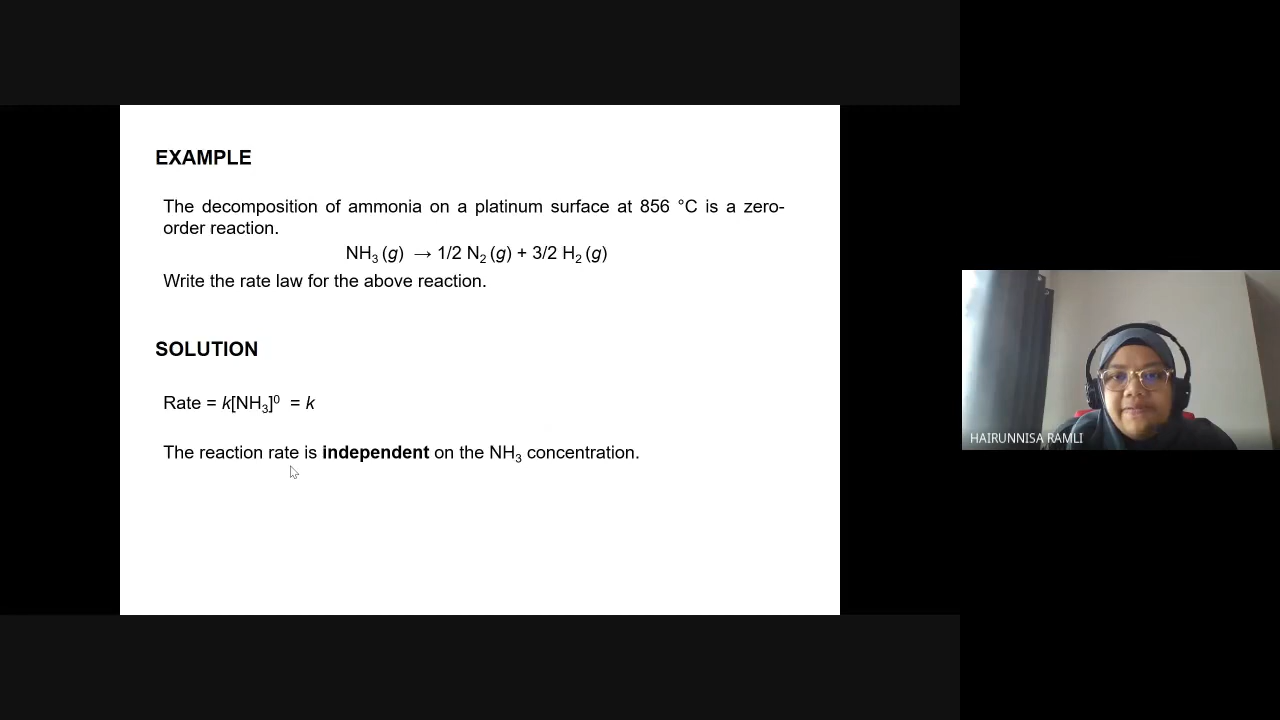 EXAMPLE
The decomposition of ammonia on a platinum surface at 856 °C is a zero-
order reaction.
NH₃ (g) → 1/2 N₂ (g) + 3/2 H₂ (g)
Write the rate law for the above reaction.
SOLUTION
Rate = k[NH₃]⁰ = k
The reaction rate is independent on the NH₃ concentration.
HAIRUNNISA RAMLI